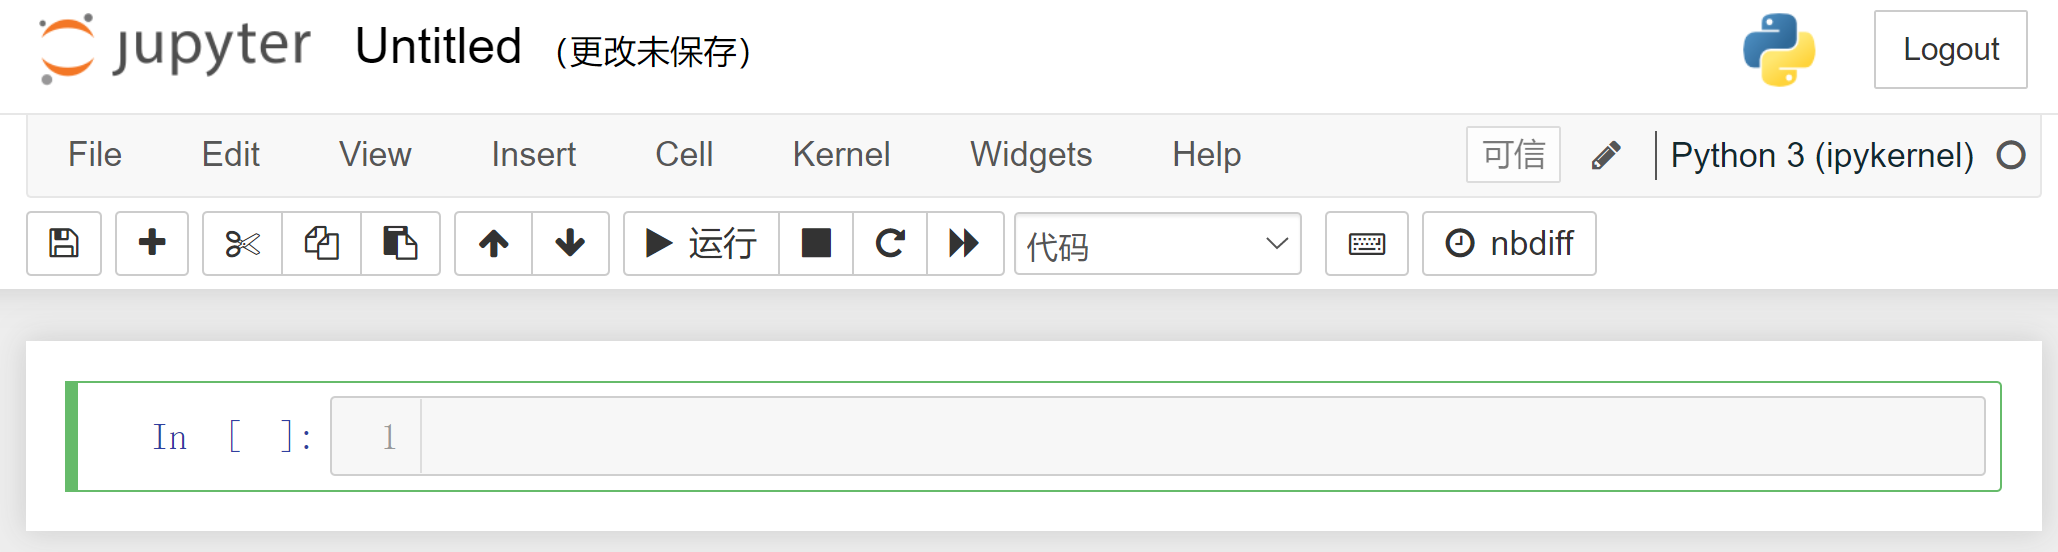 jupyter Untitled (更改未保存) Logout
File Edit View Insert Cell Kernel Widgets Help 可信 Python 3 (ipykernel)
运行 代码 nbdiff
In [ ]: 1